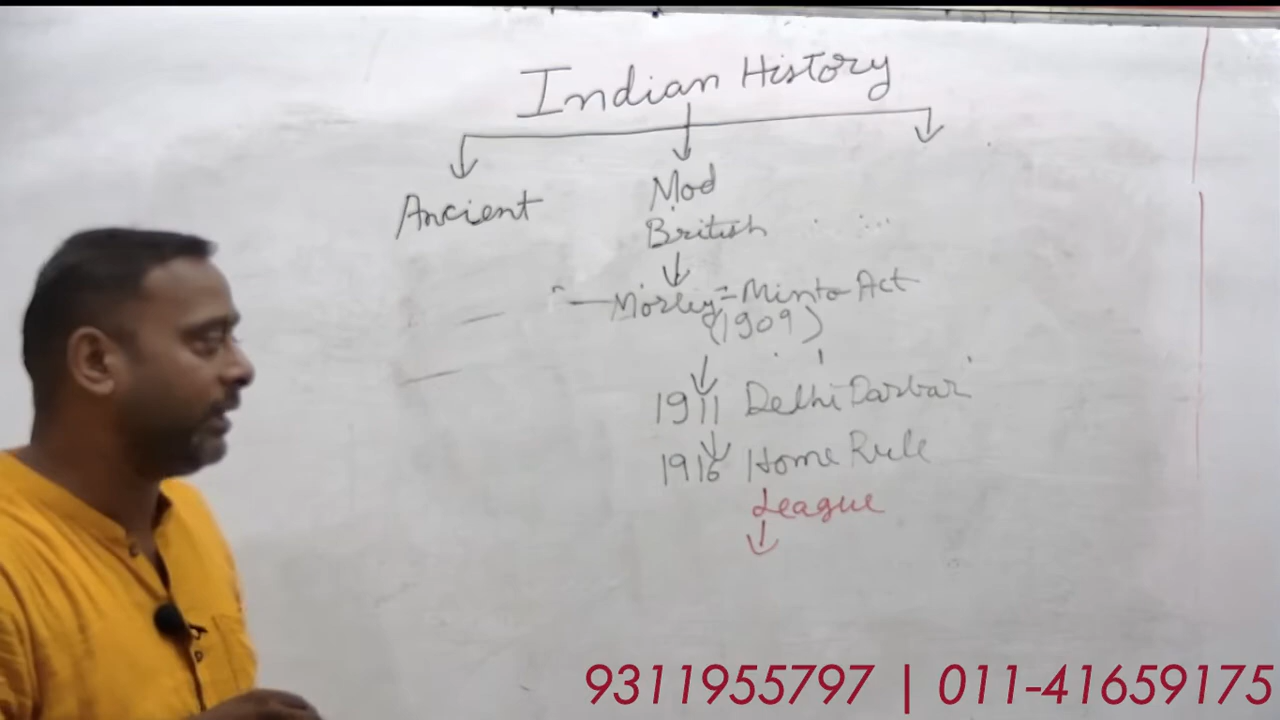 Indian History
Ancient
Mod
British
Morley-Minto Act
(1909)
1911 Delhi Darbar
1916 Home Rule
League
9311955797 | 011-41659175